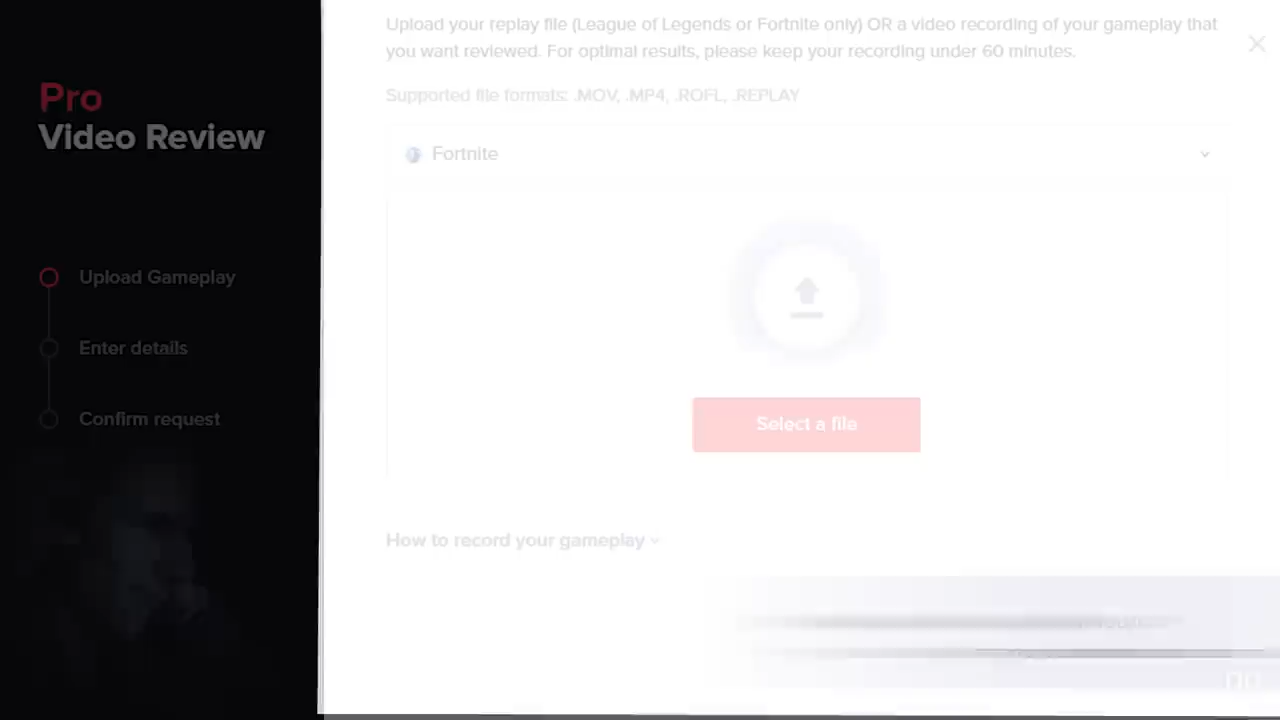 Upload your replay file (League of Legends or Fortnite only) OR a video recording of your gameplay that
you want reviewed. For optimal results, please keep your recording under 60 minutes.
Supported file formats: .MOV, .MP4, .ROFL, .REPLAY
Pro
Video Review
Fortnite
Upload Gameplay
Enter details
Confirm request
Select a file
How to record your gameplay